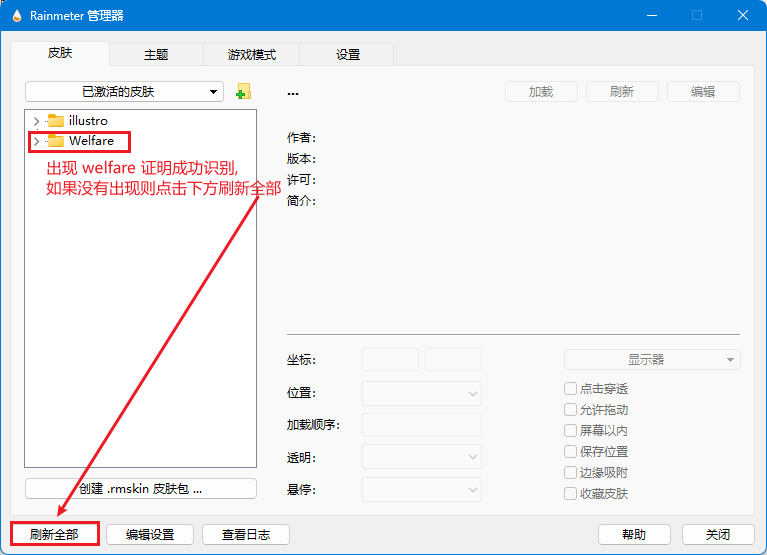 Rainmeter 管理器
皮肤
主题
游戏模式
设置
已激活的皮肤
...
加载
刷新
编辑
illustro
Welfare
出现 welfare 证明成功识别,
如果没有出现则点击下方刷新全部
作者:
版本:
许可:
简介:
坐标:
显示器
位置:
点击穿透
允许拖动
加载顺序:
屏幕以内
保存位置
透明:
边缘吸附
悬停:
收藏皮肤
创建 .rmskin 皮肤包 ...
刷新全部
编辑设置
查看日志
帮助
关闭